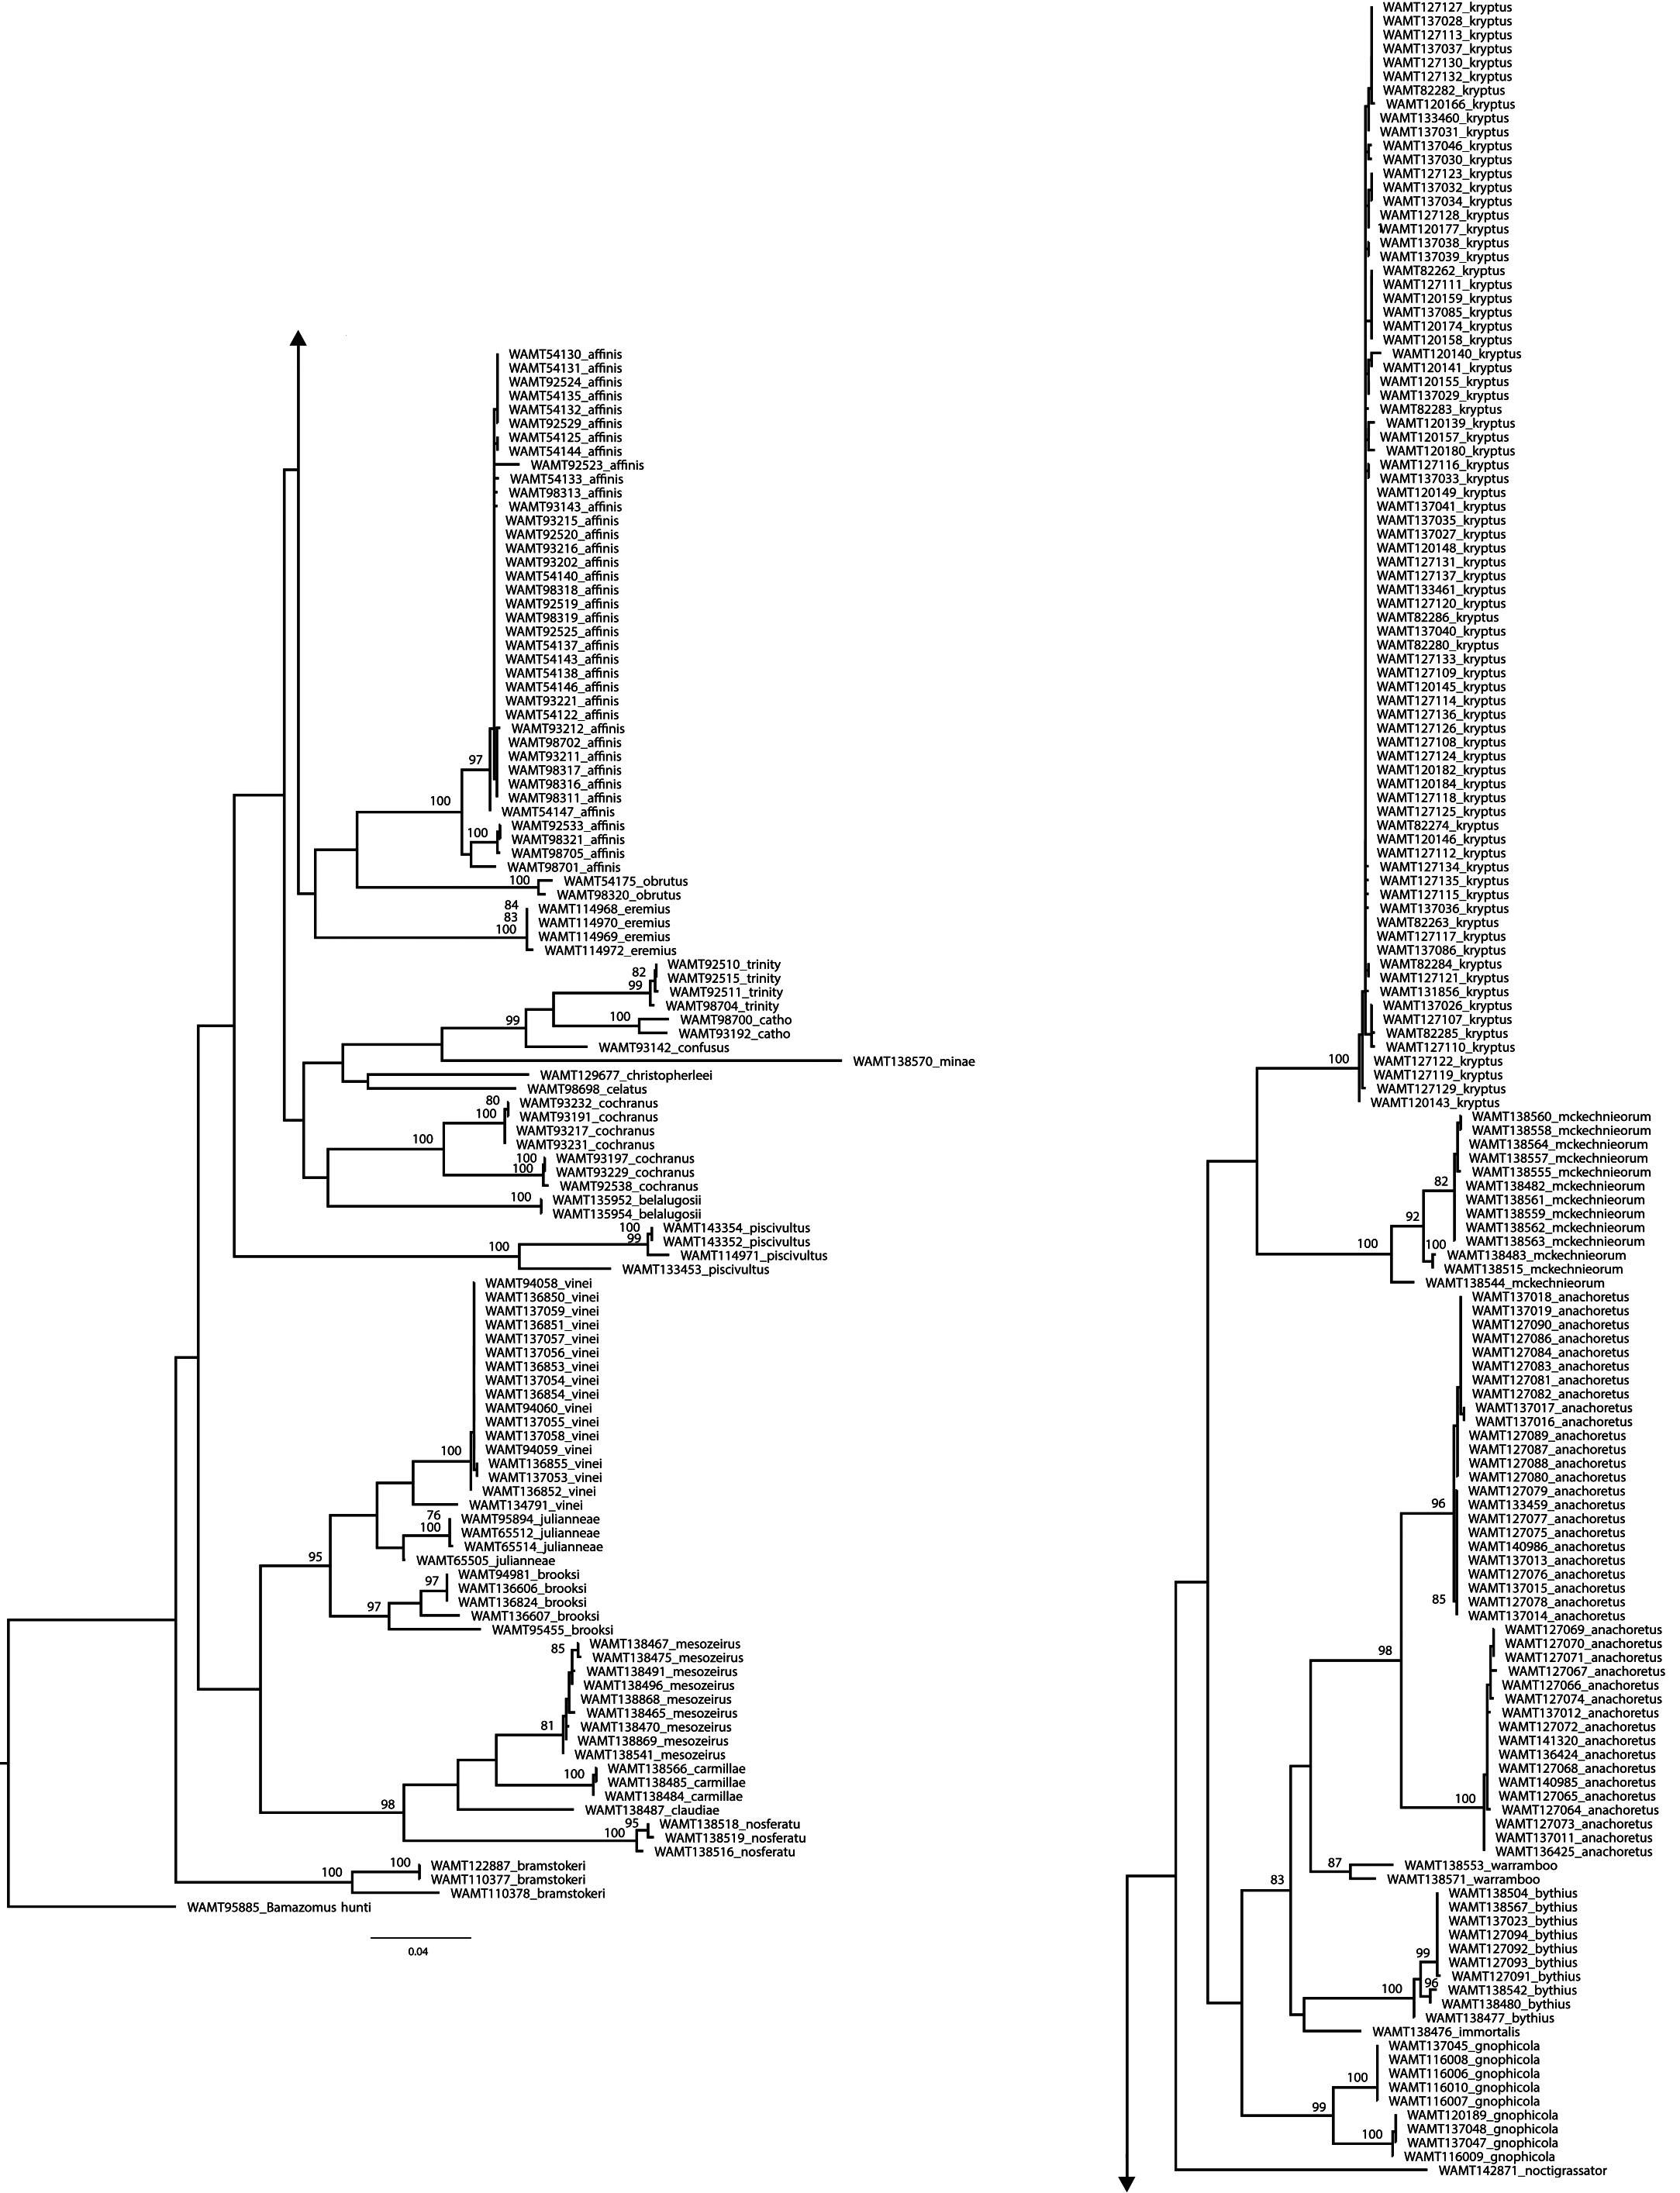 WAMT54130_affinis
WAMT54131_affinis
WAMT92524_affinis
WAMT54135_affinis
WAMT54132_affinis
WAMT92529_affinis
WAMT54125_affinis
WAMT54144_affinis
WAMT92523_affinis
WAMT54133_affinis
WAMT98313_affinis
WAMT93143_affinis
WAMT93215_affinis
WAMT92520_affinis
WAMT93216_affinis
WAMT93202_affinis
WAMT54140_affinis
WAMT98318_affinis
WAMT92519_affinis
WAMT98319_affinis
WAMT92525_affinis
WAMT54137_affinis
WAMT54143_affinis
WAMT54138_affinis
WAMT54146_affinis
WAMT93221_affinis
WAMT54122_affinis
WAMT93212_affinis
WAMT98702_affinis
WAMT93211_affinis
97
WAMT98317_affinis
WAMT98316_affinis
WAMT98311_affinis
100
WAMT54147_affinis
WAMT92533_affinis
100
WAMT98321_affinis
WAMT98705_affinis
WAMT98701_affinis
100
WAMT54175_obrutus
WAMT98320_obrutus
84
WAMT114968_eremius
83
WAMT114970_eremius
100
WAMT114969_eremius
WAMT114972_eremius
WAMT92510_trinity
82
WAMT92515_trinity
99
WAMT92511_trinity
WAMT98704_trinity
99
100
WAMT98700_catho
WAMT93192_catho
WAMT93142_confusus
WAMT138570_minae
WAMT129677_christopherleei
WAMT98698_celatus
80
WAMT93232_cochranus
100
WAMT93191_cochranus
WAMT93217_cochranus
100
WAMT93231_cochranus
100
WAMT93197_cochranus
100
WAMT93229_cochranus
WAMT92538_cochranus
100
WAMT135952_belalugosii
WAMT135954_belalugosii
100
WAMT143354_piscivultus
99
WAMT143352_piscivultus
100
WAMT114971_piscivultus
WAMT133453_piscivultus
WAMT94058_vinei
WAMT136850_vinei
WAMT137059_vinei
WAMT136851_vinei
WAMT137057_vinei
WAMT137056_vinei
WAMT136853_vinei
WAMT137054_vinei
WAMT136854_vinei
WAMT94060_vinei
WAMT137055_vinei
WAMT137058_vinei
100
WAMT94059_vinei
WAMT136855_vinei
WAMT137053_vinei
WAMT136852_vinei
WAMT134791_vinei
76
WAMT95894_julianneae
100
WAMT65512_julianneae
WAMT65514_julianneae
95
WAMT65505_julianneae
WAMT94981_brooksi
97
WAMT136606_brooksi
WAMT136824_brooksi
97
WAMT136607_brooksi
WAMT95455_brooksi
85
WAMT138467_mesozeirus
WAMT138475_mesozeirus
WAMT138491_mesozeirus
WAMT138496_mesozeirus
WAMT138868_mesozeirus
WAMT138465_mesozeirus
81
WAMT138470_mesozeirus
WAMT138869_mesozeirus
WAMT138541_mesozeirus
100
WAMT138566_carmillae
WAMT138485_carmillae
WAMT138484_carmillae
98
WAMT138487_claudiae
95
WAMT138518_nosferatu
100
WAMT138519_nosferatu
WAMT138516_nosferatu
100
WAMT122887_bramstokeri
100
WAMT110377_bramstokeri
WAMT110378_bramstokeri
WAMT95885_Bamazomus hunti
0.04
WAMT127127_kryptus
WAMT137028_kryptus
WAMT127113_kryptus
WAMT137037_kryptus
WAMT127130_kryptus
WAMT127132_kryptus
WAMT82282_kryptus
WAMT120166_kryptus
WAMT133460_kryptus
WAMT137031_kryptus
WAMT137046_kryptus
WAMT137030_kryptus
WAMT127123_kryptus
WAMT137032_kryptus
WAMT137034_kryptus
WAMT127128_kryptus
WAMT120177_kryptus
WAMT137038_kryptus
WAMT137039_kryptus
WAMT82262_kryptus
WAMT127111_kryptus
WAMT120159_kryptus
WAMT137085_kryptus
WAMT120174_kryptus
WAMT120158_kryptus
WAMT120140_kryptus
WAMT120141_kryptus
WAMT120155_kryptus
WAMT137029_kryptus
WAMT82283_kryptus
WAMT120139_kryptus
WAMT120157_kryptus
WAMT120180_kryptus
WAMT127116_kryptus
WAMT137033_kryptus
WAMT120149_kryptus
WAMT137041_kryptus
WAMT137035_kryptus
WAMT137027_kryptus
WAMT120148_kryptus
WAMT127131_kryptus
WAMT127137_kryptus
WAMT133461_kryptus
WAMT127120_kryptus
WAMT82286_kryptus
WAMT137040_kryptus
WAMT82280_kryptus
WAMT127133_kryptus
WAMT127109_kryptus
WAMT120145_kryptus
WAMT127114_kryptus
WAMT127136_kryptus
WAMT127126_kryptus
WAMT127108_kryptus
WAMT127124_kryptus
WAMT120182_kryptus
WAMT120184_kryptus
WAMT127118_kryptus
WAMT127125_kryptus
WAMT82274_kryptus
WAMT120146_kryptus
WAMT127112_kryptus
WAMT127134_kryptus
WAMT127135_kryptus
WAMT127115_kryptus
WAMT137036_kryptus
WAMT82263_kryptus
WAMT127117_kryptus
WAMT137086_kryptus
WAMT82284_kryptus
WAMT127121_kryptus
WAMT131856_kryptus
WAMT137026_kryptus
WAMT127107_kryptus
WAMT82285_kryptus
WAMT127110_kryptus
100
WAMT127122_kryptus
WAMT127119_kryptus
WAMT127129_kryptus
WAMT120143_kryptus
WAMT138560_mckechnieorum
WAMT138558_mckechnieorum
WAMT138564_mckechnieorum
WAMT138557_mckechnieorum
WAMT138555_mckechnieorum
82
WAMT138482_mckechnieorum
WAMT138561_mckechnieorum
92
WAMT138559_mckechnieorum
WAMT138562_mckechnieorum
100
100
WAMT138563_mckechnieorum
WAMT138483_mckechnieorum
WAMT138515_mckechnieorum
WAMT138544_mckechnieorum
WAMT137018_anachoretus
WAMT137019_anachoretus
WAMT127090_anachoretus
WAMT127086_anachoretus
WAMT127084_anachoretus
WAMT127083_anachoretus
WAMT127081_anachoretus
WAMT127082_anachoretus
WAMT137017_anachoretus
WAMT137016_anachoretus
WAMT127089_anachoretus
WAMT127087_anachoretus
WAMT127088_anachoretus
WAMT127080_anachoretus
WAMT127079_anachoretus
96
WAMT133459_anachoretus
WAMT127077_anachoretus
WAMT127075_anachoretus
WAMT140986_anachoretus
WAMT137013_anachoretus
WAMT127076_anachoretus
WAMT137015_anachoretus
85
WAMT127078_anachoretus
WAMT137014_anachoretus
WAMT127069_anachoretus
WAMT127070_anachoretus
98
WAMT127071_anachoretus
WAMT127067_anachoretus
WAMT127066_anachoretus
WAMT127074_anachoretus
WAMT137012_anachoretus
WAMT127072_anachoretus
WAMT141320_anachoretus
WAMT136424_anachoretus
WAMT127068_anachoretus
WAMT140985_anachoretus
100
WAMT127065_anachoretus
WAMT127064_anachoretus
WAMT127073_anachoretus
WAMT137011_anachoretus
WAMT136425_anachoretus
87
WAMT138553_warramboo
83
WAMT138571_warramboo
WAMT138504_bythius
WAMT138567_bythius
WAMT137023_bythius
WAMT127094_bythius
99
WAMT127092_bythius
WAMT127093_bythius
WAMT127091_bythius
100
96
WAMT138542_bythius
WAMT138480_bythius
WAMT138477_bythius
WAMT138476_immortalis
WAMT137045_gnophicola
WAMT116008_gnophicola
100
WAMT116006_gnophicola
WAMT116010_gnophicola
WAMT116007_gnophicola
99
WAMT120189_gnophicola
100
WAMT137048_gnophicola
WAMT137047_gnophicola
WAMT116009_gnophicola
WAMT142871_noctigrassator